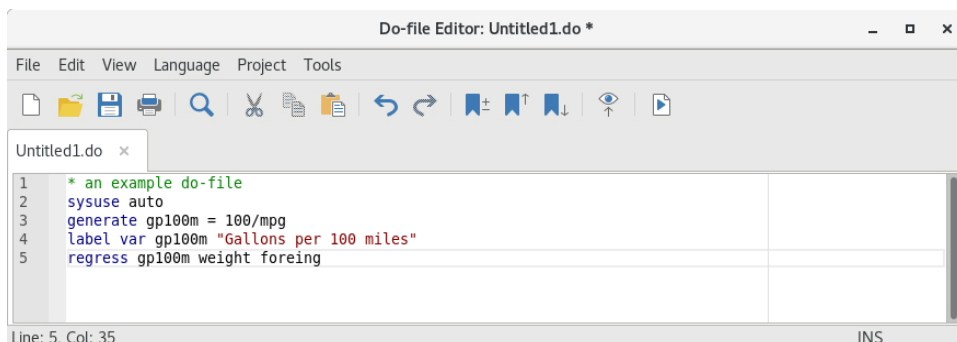 Do-file Editor: Untitled1.do *
File Edit View Language Project Tools
Untitled1.do ×
1 * an example do-file
2 sysuse auto
3 generate gp100m = 100/mpg
4 label var gp100m "Gallons per 100 miles"
5 regress gp100m weight foreing
Line: 5, Col: 35 INS